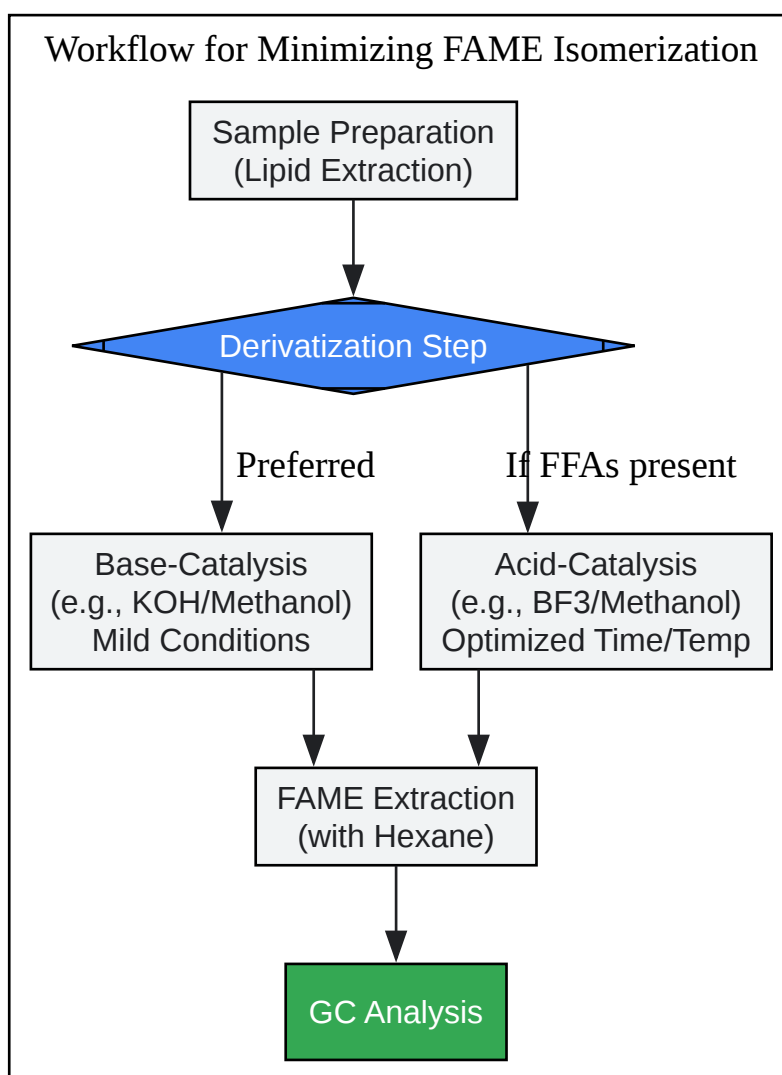 Workflow for Minimizing FAME Isomerization
Sample Preparation
(Lipid Extraction)
Derivatization Step
Preferred
If FFAs present
Base-Catalysis
(e.g., KOH/Methanol)
Mild Conditions
Acid-Catalysis
(e.g., BF3/Methanol)
Optimized Time/Temp
FAME Extraction
(with Hexane)
GC Analysis